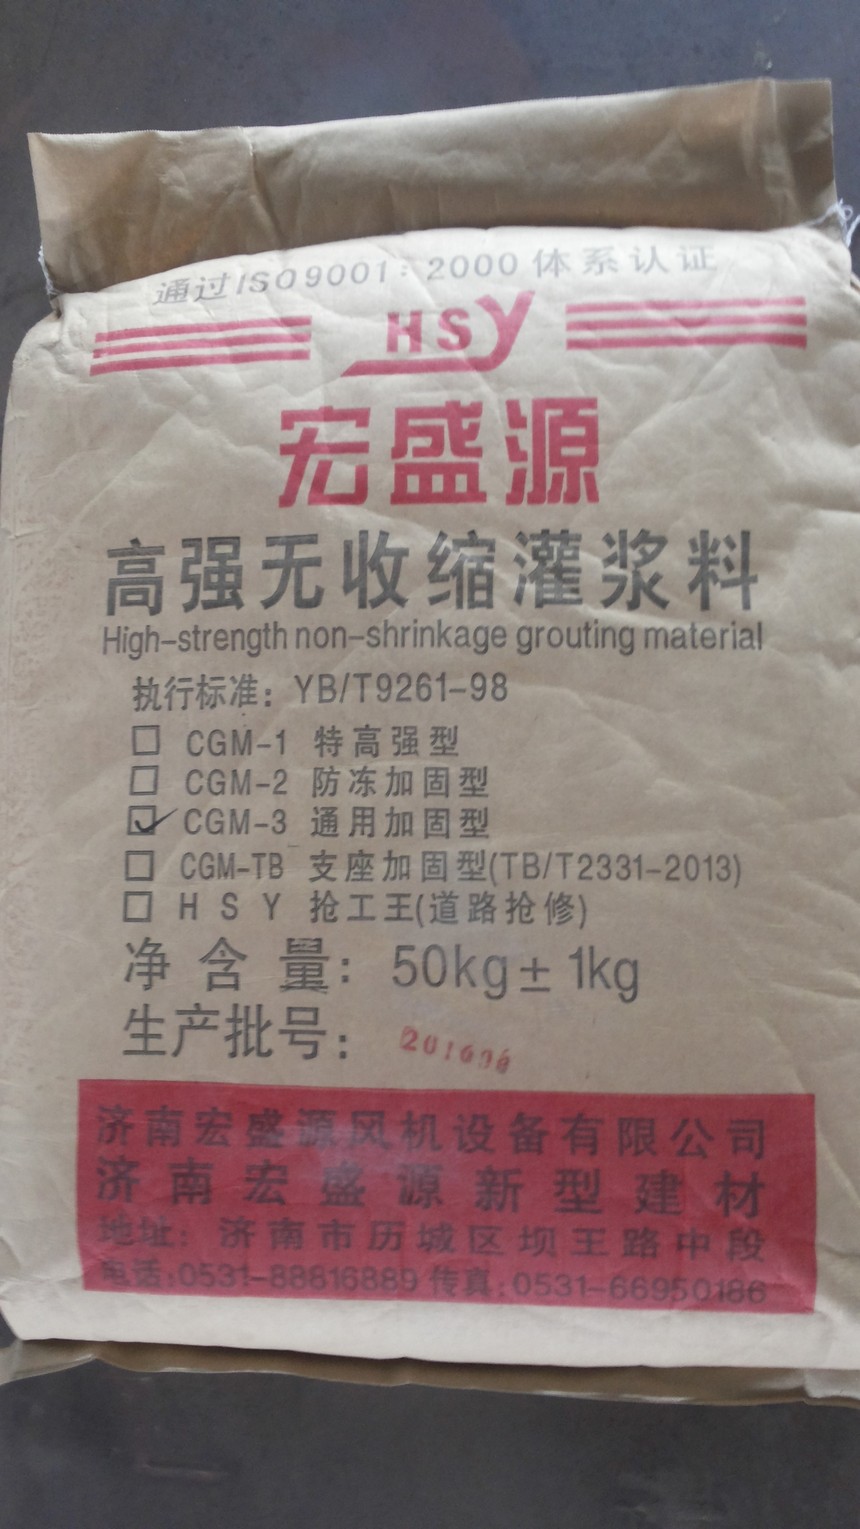 通过ISO9001：2000体系认证
HSY
宏盛源
高强无收缩灌浆料
High-strength non-shrinkage grouting material
执行标准：YB/T9261-98
CGM-1 特高强型
CGM-2 防冻加固型
CGM-3 通用加固型
CGM-TB 支座加固型(TB/T2331-2013)
H S Y 抢工王(道路抢修)
净含量：50kg±1kg
生产批号：
济南宏盛源风机设备有限公司
济南宏盛源新型建材
地址：济南市历城区坝王路中段
电话:0531-88816889 传真:0531-66950186